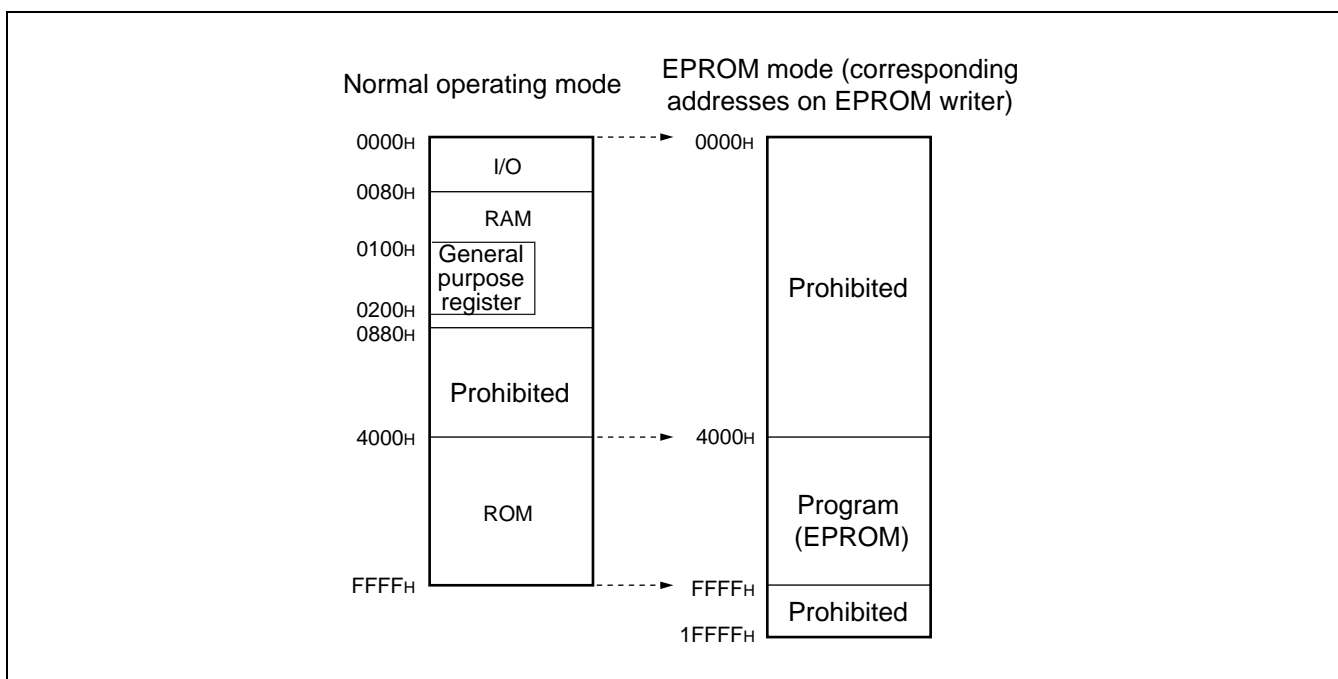 Normal operating mode
EPROM mode (corresponding
addresses on EPROM writer)
0000H
I/O
0080H
RAM
0100H
General
purpose
register
0200H
0880H
Prohibited
4000H
ROM
FFFFH
0000H
Prohibited
4000H
Program
(EPROM)
FFFFH
Prohibited
1FFFFH